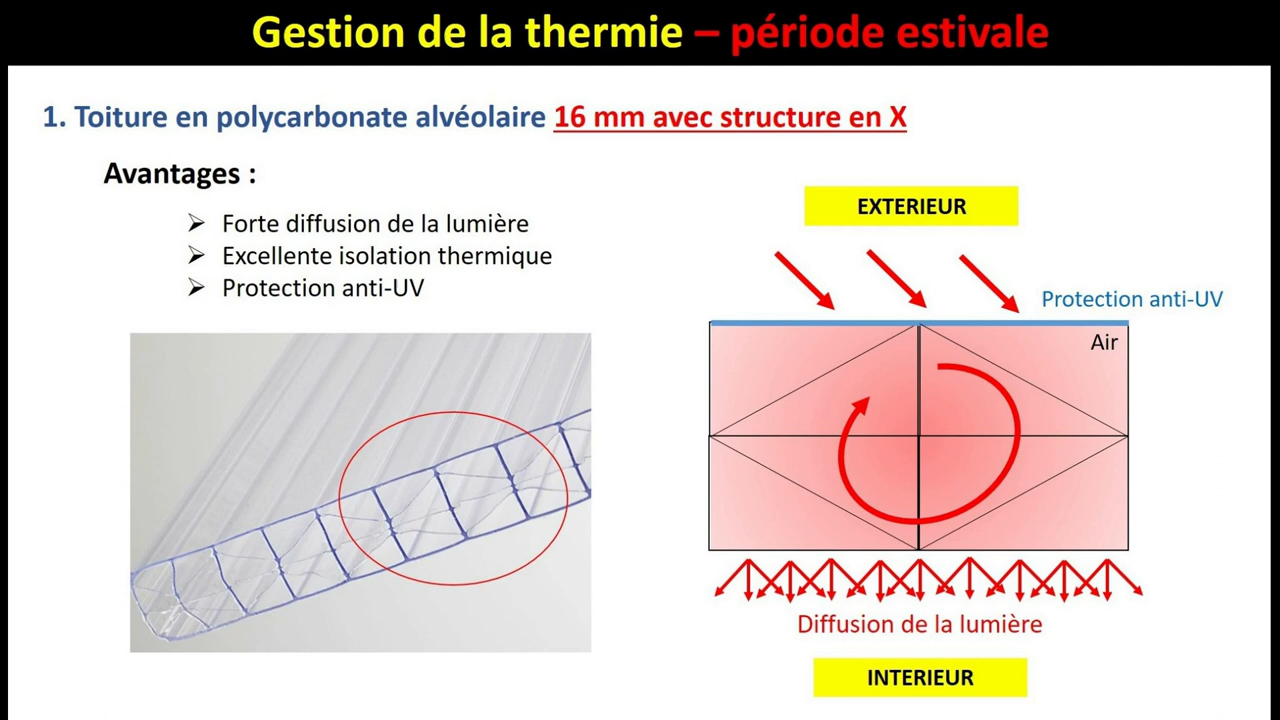 Gestion de la thermie – période estivale
1. Toiture en polycarbonate alvéolaire 16 mm avec structure en X
Avantages :
Forte diffusion de la lumière
Excellente isolation thermique
Protection anti-UV
EXTERIEUR
Protection anti-UV
Air
Diffusion de la lumière
INTERIEUR